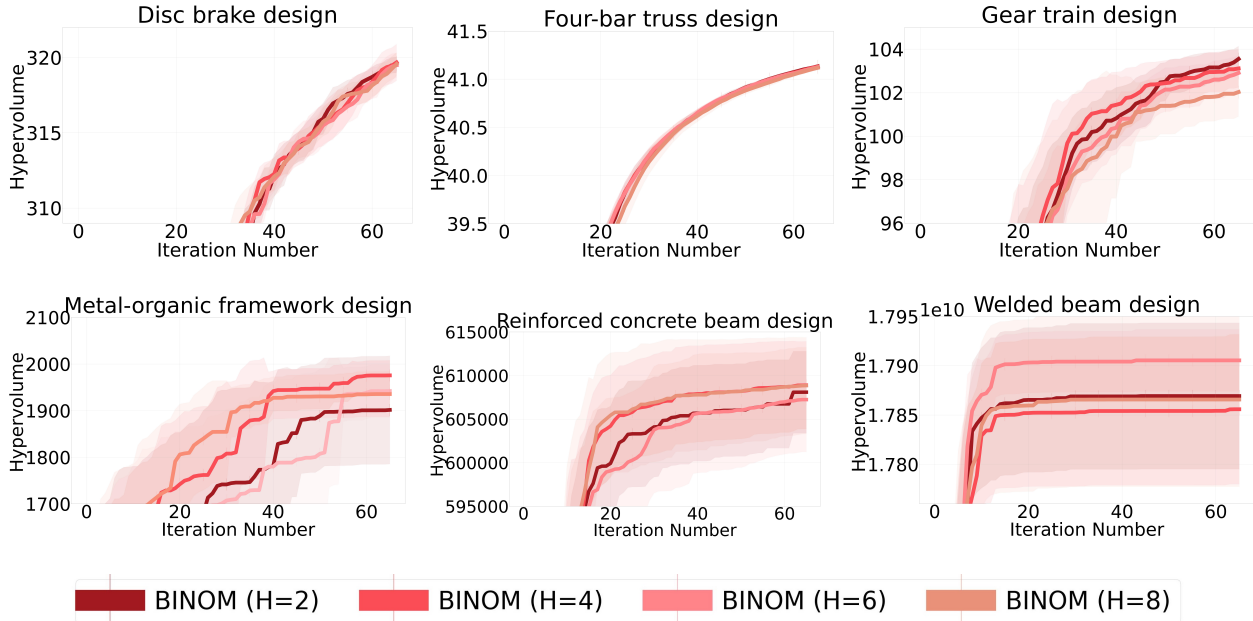 Disc brake design
Four-bar truss design
Gear train design
320
315
310
Hypervolume
0 20 40 60
Iteration Number
41.5
41.0
40.5
40.0
39.5
Hypervolume
0 20 40 60
Iteration Number
104
102
100
98
96
Hypervolume
0 20 40 60
Iteration Number
Metal-organic framework design
Reinforced concrete beam design
Welded beam design
2100
2000
1900
1800
1700
Hypervolume
0 20 40 60
Iteration Number
615000
610000
605000
600000
595000
Hypervolume
0 20 40 60
Iteration Number
1e10
1.795
1.790
1.785
1.780
Hypervolume
0 20 40 60
Iteration Number
BINOM (H=2) BINOM (H=4) BINOM (H=6) BINOM (H=8)